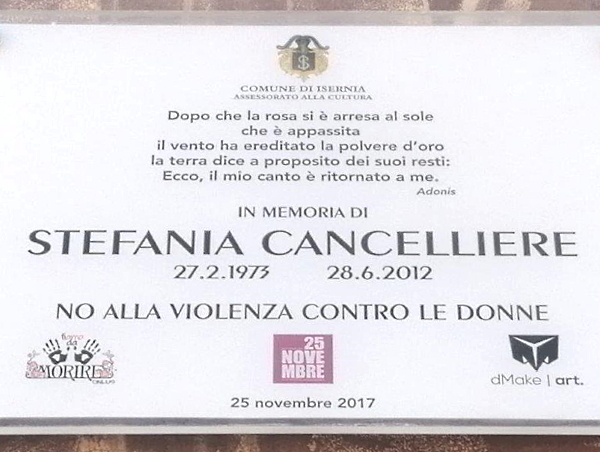 COMUNE DI ISERNIA
ASSESSORATO ALLA CULTURA
Dopo che la rosa si è arresa al sole
che è appassita
il vento ha ereditato la polvere d'oro
la terra dice a proposito dei suoi resti:
Ecco, il mio canto è ritornato a me.
Adonis
IN MEMORIA DI
STEFANIA CANCELLIERE
27.2.1973 28.6.2012
NO ALLA VIOLENZA CONTRO LE DONNE
da
MORIRE
25
NOVE
MBRE
dMake | art.
25 novembre 2017